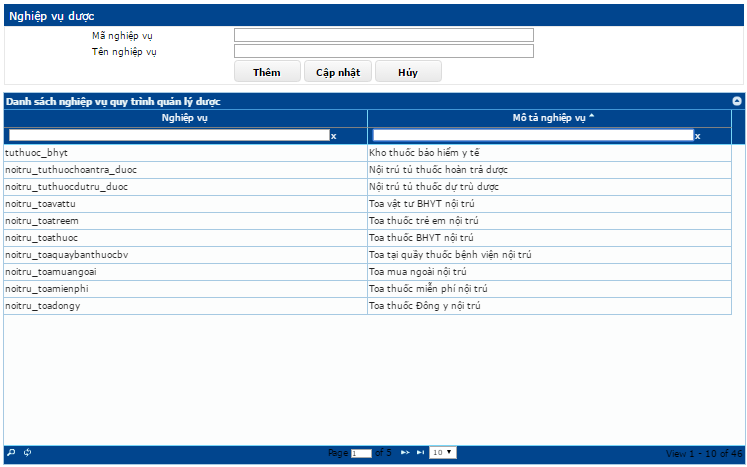 Nghiệp vụ dược
Mã nghiệp vụ
Tên nghiệp vụ
Thêm Cập nhật Hủy
Danh sách nghiệp vụ quy trình quản lý dược
Nghiệp vụ Mô tả nghiệp vụ
x x
tuthuoc_bhyt Kho thuốc bảo hiểm y tế
noitru_tuthuochoantra_duoc Nội trú tủ thuốc hoàn trả dược
noitru_tuthuocdutru_duoc Nội trú tủ thuốc dự trù dược
noitru_toavattu Toa vật tư BHYT nội trú
noitru_toatreem Toa thuốc trẻ em nội trú
noitru_toathuoc Toa thuốc BHYT nội trú
noitru_toaquaybanthuocbv Toa tại quầy thuốc bệnh viện nội trú
noitru_toamuangoai Toa mua ngoài nội trú
noitru_toamienphi Toa thuốc miễn phí nội trú
noitru_toadongy Toa thuốc Đông y nội trú
Page 1 of 5 10 View 1 - 10 of 46